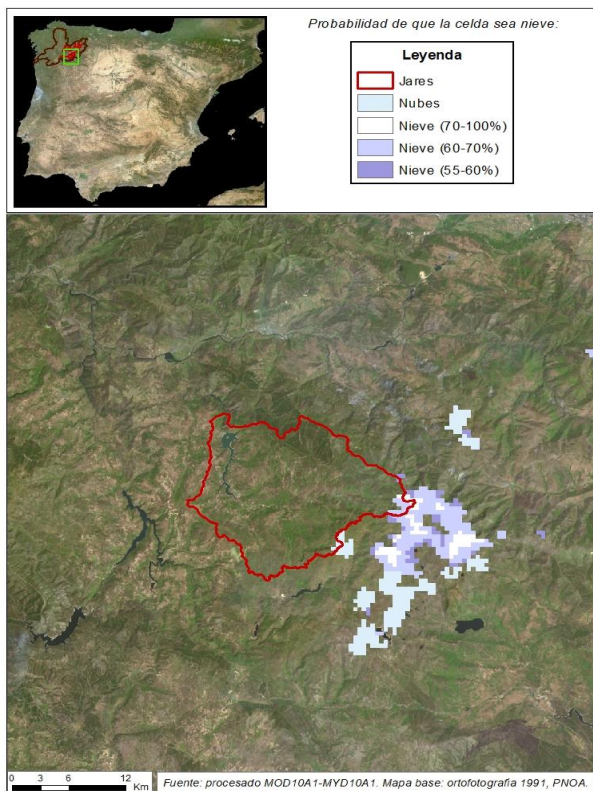 Probabilidad de que la celda sea nieve:
Leyenda
Jares
Nubes
Nieve (70-100%)
Nieve (60-70%)
Nieve (55-60%)
0 3 6 12
Km
Fuente: procesado MOD10A1-MYD10A1. Mapa base: ortofotografia 1991, PNOA.